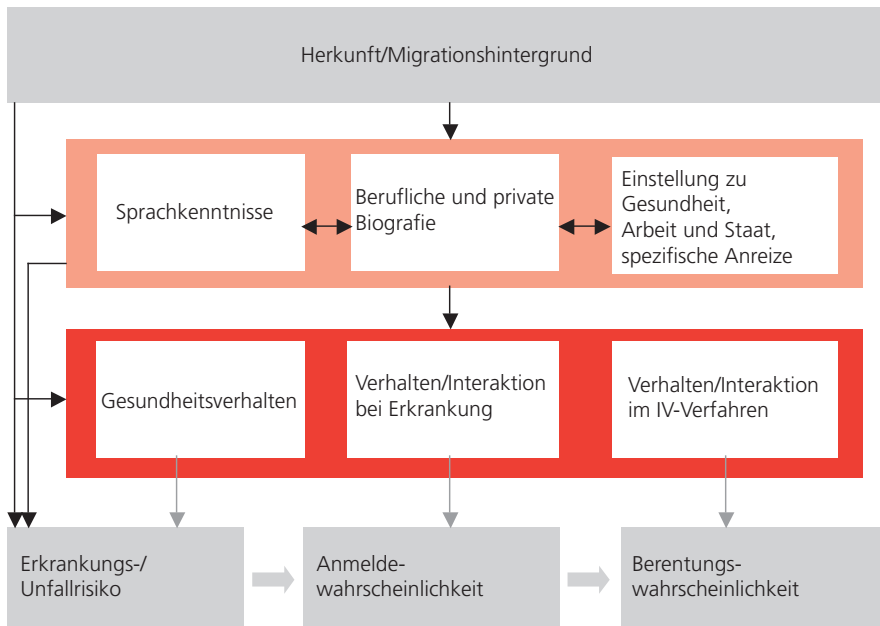 Herkunft/Migrationshintergrund
Sprachkenntnisse
Berufliche und private
Biografie
Einstellung zu
Gesundheit,
Arbeit und Staat,
spezifische Anreize
Gesundheitsverhalten
Verhalten/Interaktion
bei Erkrankung
Verhalten/Interaktion
im IV-Verfahren
Erkrankungs-/
Unfallrisiko
Anmelde-
wahrscheinlichkeit
Berentungs-
wahrscheinlichkeit